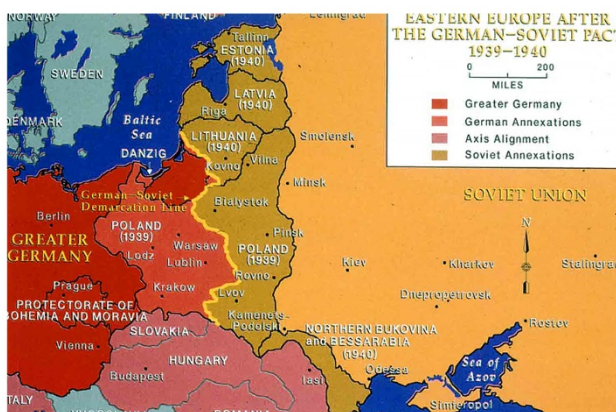 FINLAND
Leningrad
EASTERN EUROPE AFTER
THE GERMAN–SOVIET PACT
1939–1940
0 200
MILES
Greater Germany
German Annexations
Axis Alignment
Soviet Annexations
SWEDEN
Tallinn
ESTONIA
(1940)
LATVIA
(1940)
Riga
DENMARK
Baltic
Sea
DANZIG
LITHUANIA
(1940)
Kovno
Vilna
Smolensk
Minsk
German–Soviet
Demarcation Line
Bialystok
SOVIET UNION
N
Berlin
POLAND
(1939)
Warsaw
Lodz
Lublin
Pinsk
POLAND
(1939)
GREATER
GERMANY
Rovno
Kiev
Kharkov
Stalingrad
Prague
Krakow
Lvov
Dnepropetrovsk
PROTECTORATE OF
BOHEMIA AND MORAVIA
Kamenets-
Podolski
Rostov
SLOVAKIA
NORTHERN BUKOVINA
and BESSARABIA
(1940)
Vienna
HUNGARY
Budapest
Iasi
Odessa
Sea of
Azov
Simferopol
ITALY
ROMANIA